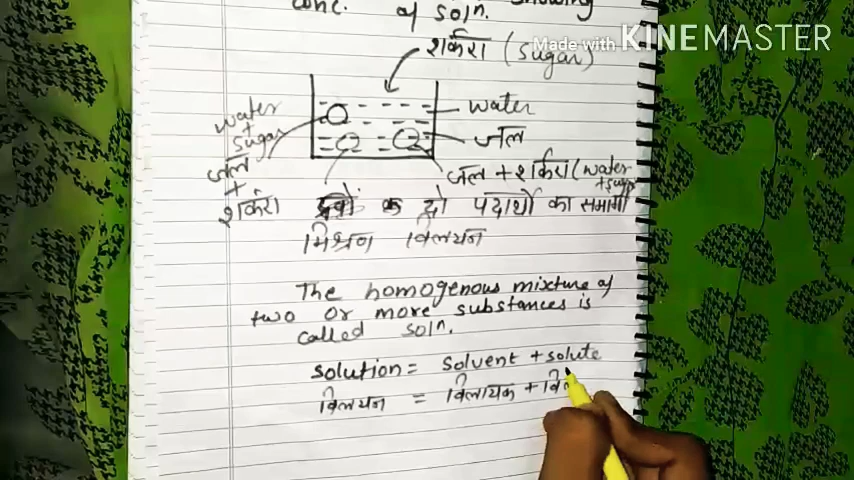 conc. of soln. showing
शर्करा (sugar)
Made with KINEMASTER
water
+
sugar
जल
+
शर्करा
water
जल
जल + शर्करा (water
+ sugar
दो पदार्थो का समांगी
मिश्रण विलयन
The homogenous mixture of
two or more substances is
called soln.
solution = solvent + solute
विलयन = विलायक + वि